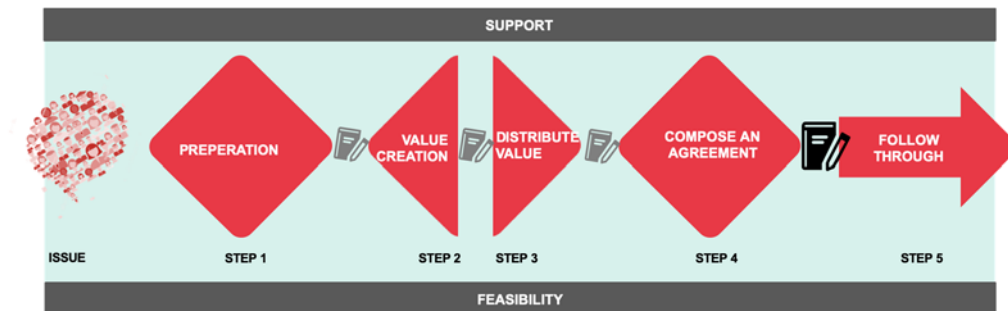 SUPPORT
PREPERATION
VALUE
CREATION
DISTRIBUTE
VALUE
COMPOSE AN
AGREEMENT
FOLLOW
THROUGH
ISSUE
STEP 1
STEP 2
STEP 3
STEP 4
STEP 5
FEASIBILITY